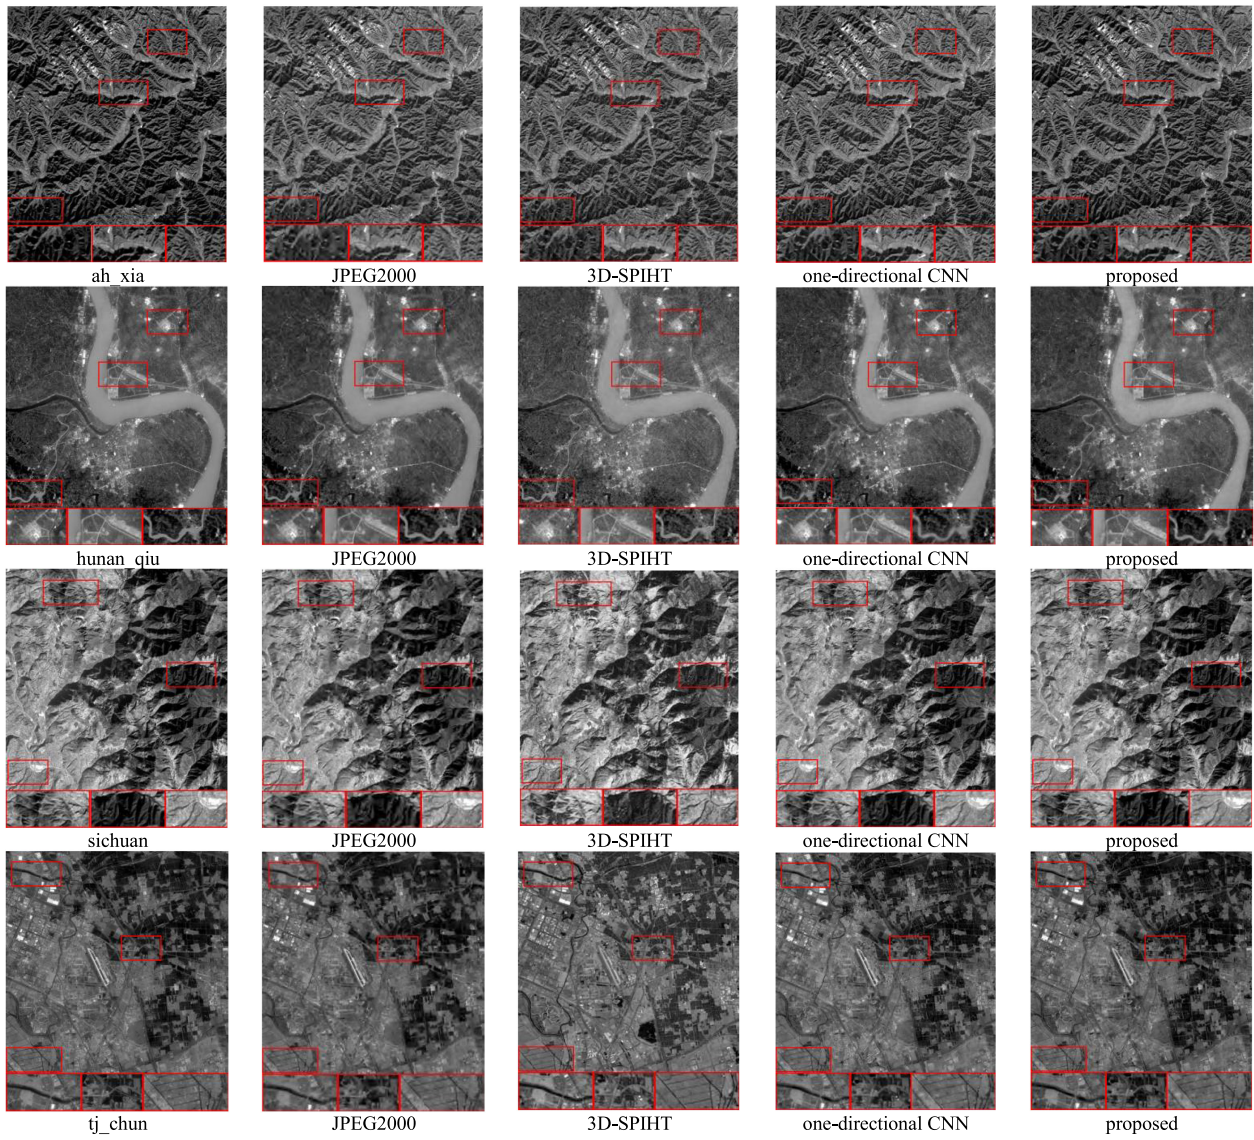 ah_xia JPEG2000 3D-SPIHT one-directional CNN proposed
hunan_qiu JPEG2000 3D-SPIHT one-directional CNN proposed
sichuan JPEG2000 3D-SPIHT one-directional CNN proposed
tj_chun JPEG2000 3D-SPIHT one-directional CNN proposed